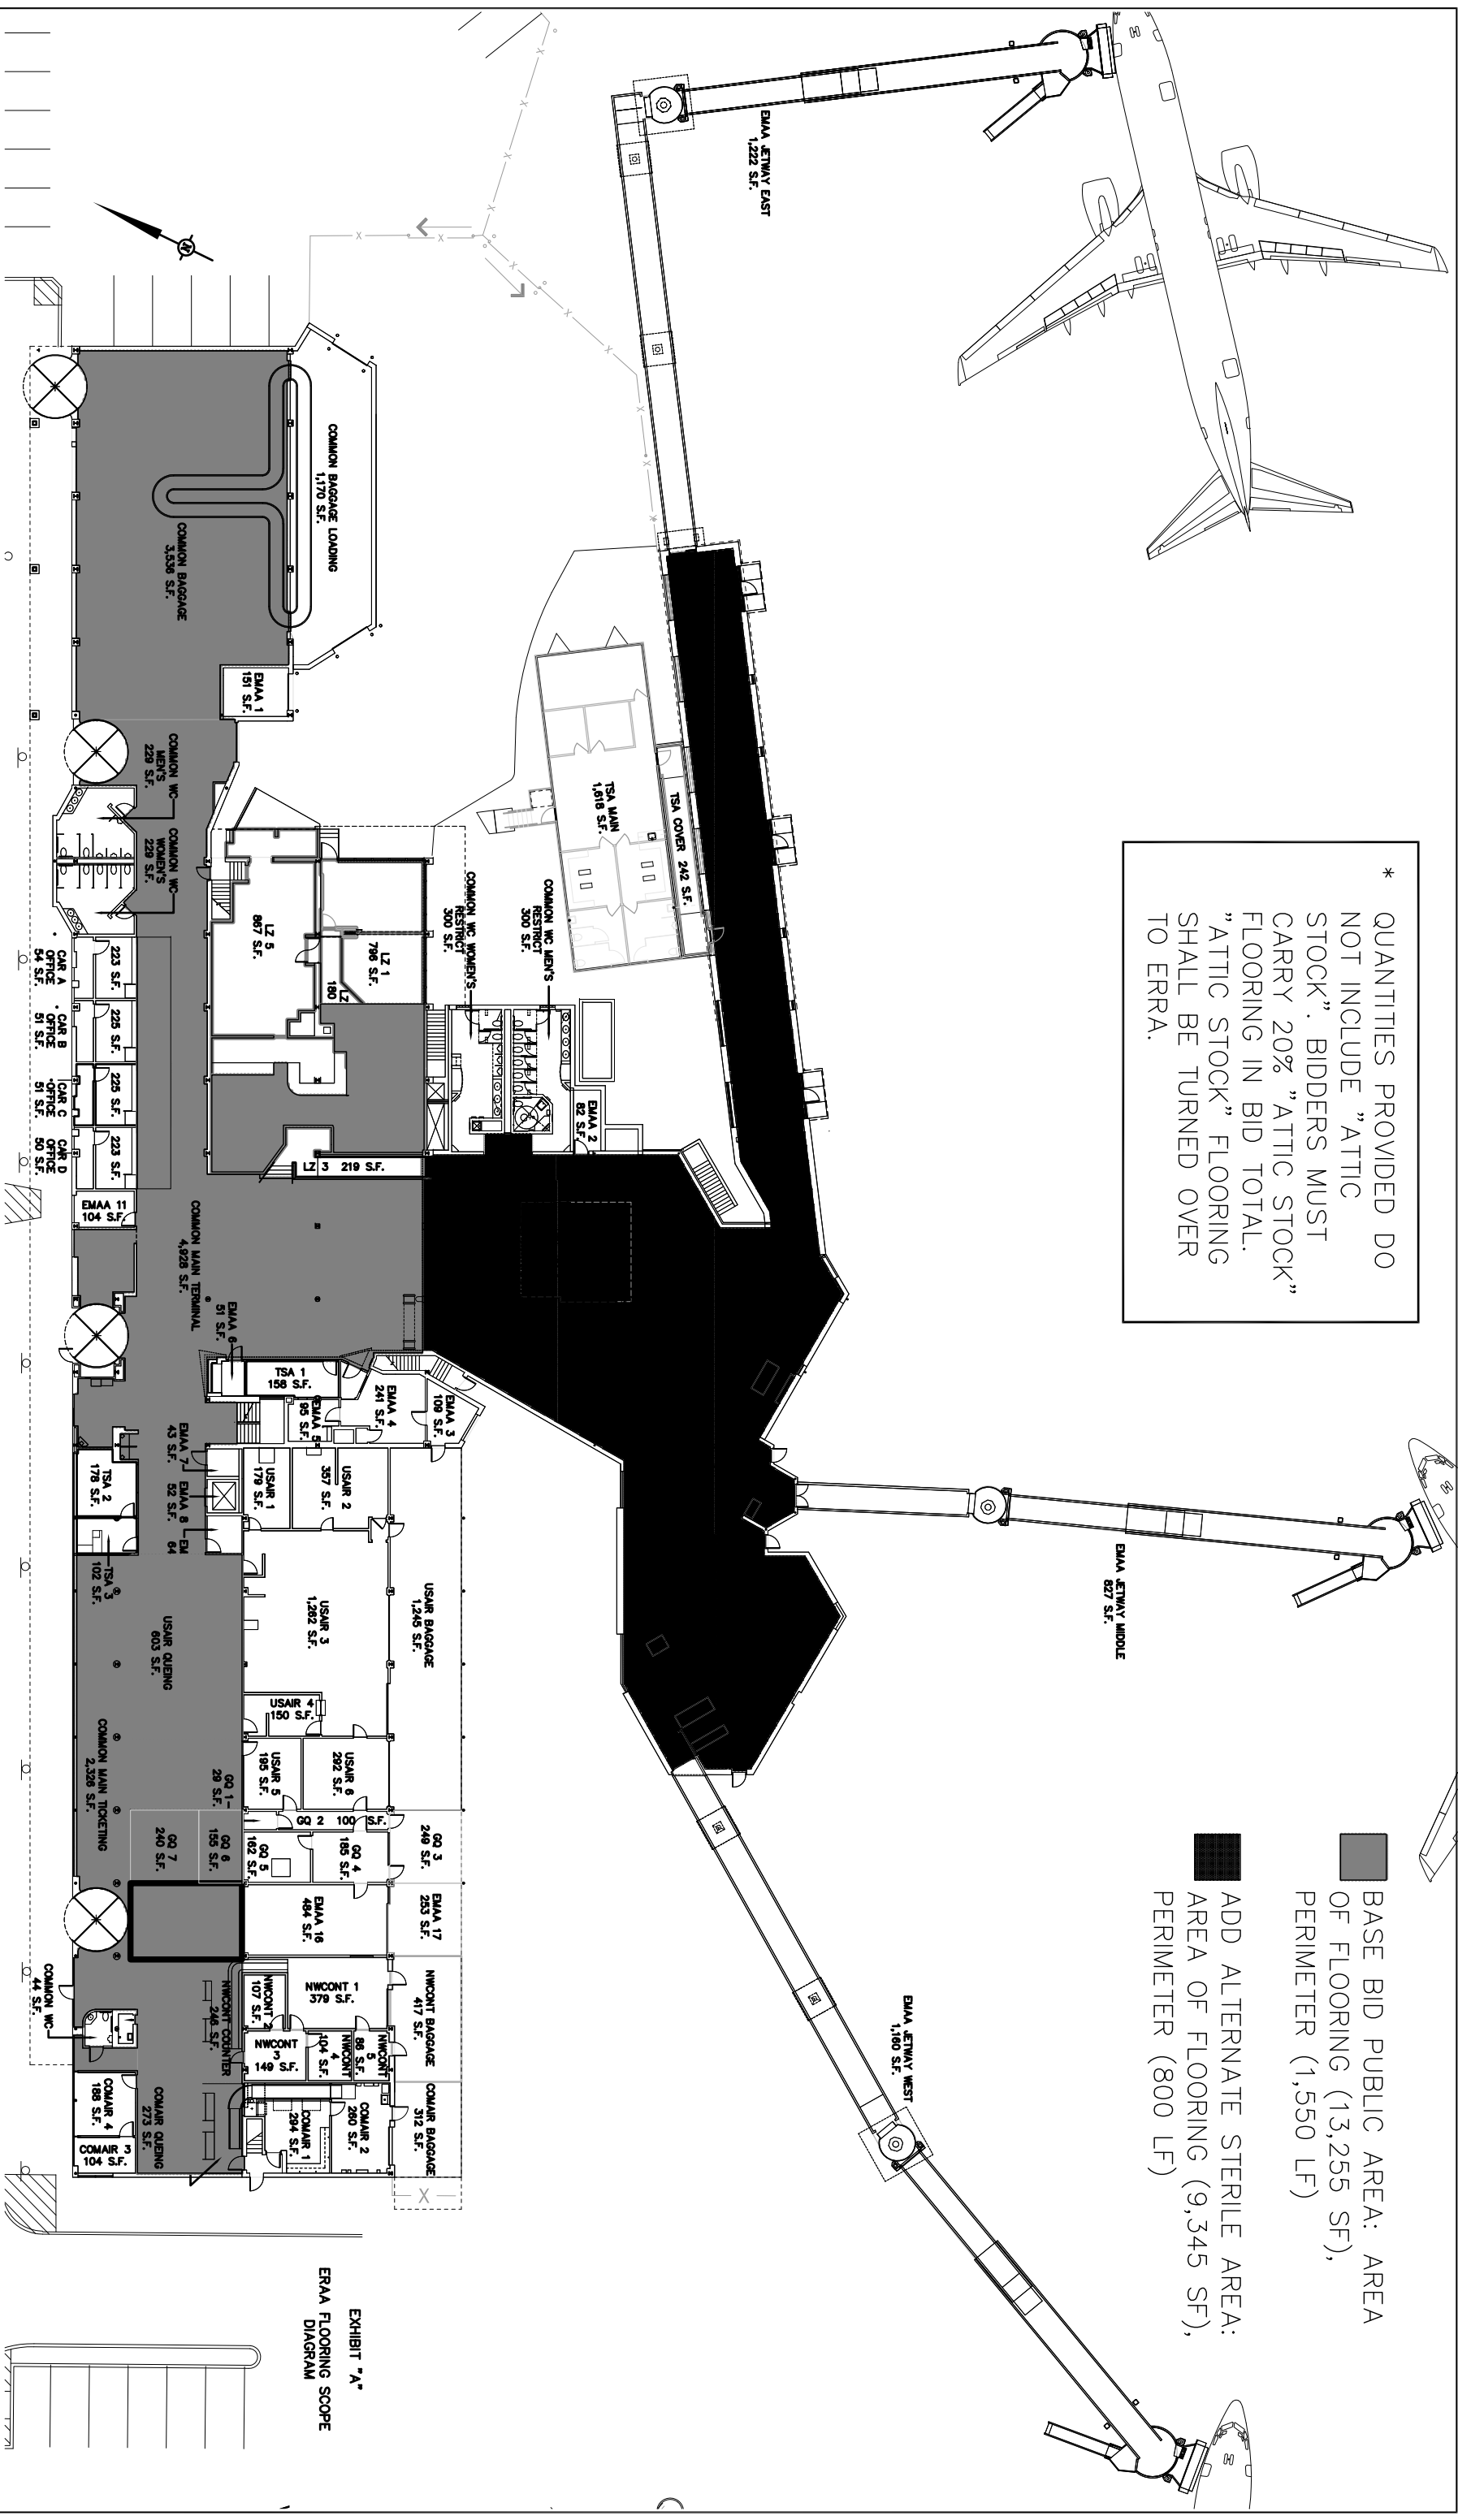 * QUANTITIES PROVIDED DO
NOT INCLUDE "ATTIC
STOCK". BIDDERS MUST
CARRY 20% "ATTIC STOCK"
FLOORING IN BID TOTAL.
"ATTIC STOCK" FLOORING
SHALL BE TURNED OVER
TO ERRA.
BASE BID PUBLIC AREA: AREA
OF FLOORING (13,255 SF),
PERIMETER (1,550 LF)
ADD ALTERNATE STERILE AREA:
AREA OF FLOORING (9,345 SF),
PERIMETER (800 LF)
EMAA JETWAY EAST
1,222 S.F.
EMAA JETWAY MIDDLE
827 S.F.
EMAA JETWAY WEST
1,160 S.F.
N
COMMON BAGGAGE LOADING
1,170 S.F.
COMMON BAGGAGE
3,536 S.F.
EMAA 1
151 S.F.
TSA MAIN
1,618 S.F.
TSA COVER 242 S.F.
COMMON WC MEN'S
RESTRICT
300 S.F.
COMMON WC WOMEN'S
RESTRICT
300 S.F.
EMAA 2
82 S.F.
COMMON WC
MEN'S
229 S.F.
COMMON WC
WOMEN'S
229 S.F.
LZ 5
867 S.F.
LZ 1
796 S.F.
LZ
180
LZ 3 219 S.F.
223 S.F.
225 S.F.
225 S.F.
223 S.F.
CAR A
OFFICE
54 S.F.
CAR B
OFFICE
51 S.F.
CAR C
OFFICE
51 S.F.
CAR D
OFFICE
50 S.F.
EMAA 11
104 S.F.
COMMON MAIN TERMINAL
4,928 S.F.
EMAA 6
51 S.F.
TSA 1
158 S.F.
EMAA 5
95 S.F.
EMAA 4
241 S.F.
EMAA 3
109 S.F.
EMAA 7
43 S.F.
EMAA 8
52 S.F.
EM
64
TSA 2
178 S.F.
TSA 3
102 S.F.
USAIR 1
179 S.F.
USAIR 2
357 S.F.
USAIR 3
1,262 S.F.
USAIR BAGGAGE
1,245 S.F.
USAIR 4
150 S.F.
USAIR 5
195 S.F.
USAIR 6
292 S.F.
USAIR QUEING
603 S.F.
COMMON MAIN TICKETING
2,326 S.F.
GQ 1
29 S.F.
GQ 2 100 S.F.
GQ 3
249 S.F.
GQ 4
185 S.F.
GQ 5
162 S.F.
GQ 6
155 S.F.
GQ 7
240 S.F.
EMAA 16
484 S.F.
EMAA 17
253 S.F.
NWCONT 1
379 S.F.
NWCONT 2
107 S.F.
NWCONT
3
149 S.F.
NWCONT
4
104 S.F.
NWCONT
5
86 S.F.
NWCONT BAGGAGE
417 S.F.
NWCONT COUNTER
246 S.F.
COMMON WC
44 S.F.
COMAIR BAGGAGE
312 S.F.
COMAIR 2
260 S.F.
COMAIR 1
294 S.F.
COMAIR QUEING
273 S.F.
COMAIR 4
188 S.F.
COMAIR 3
104 S.F.
EXHIBIT "A"
ERAA FLOORING SCOPE
DIAGRAM